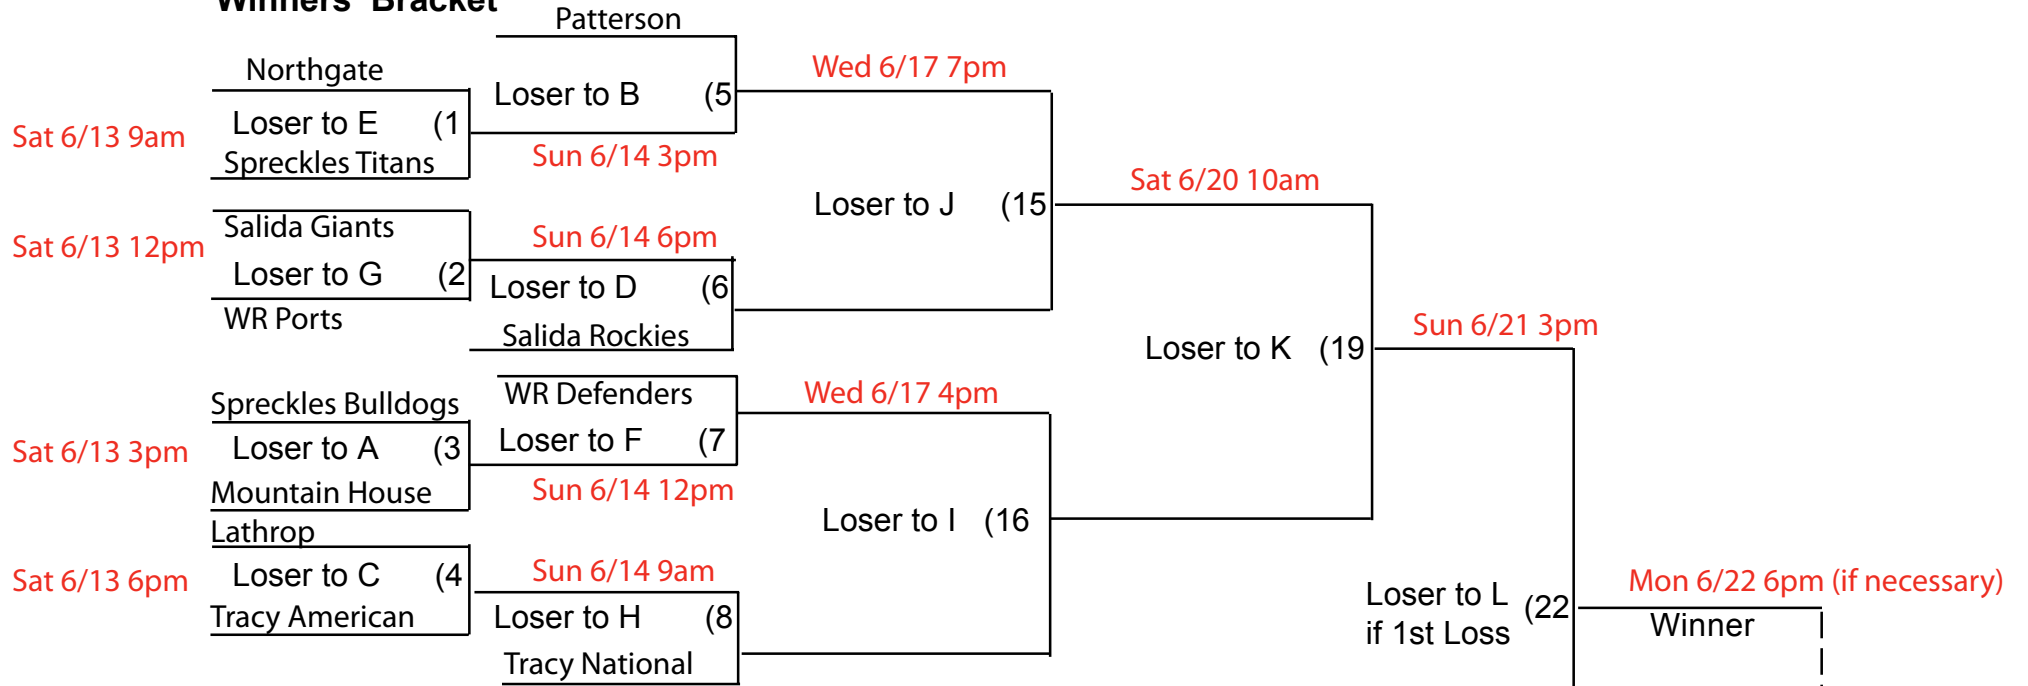 Winners' Bracket
Patterson
Northgate
Wed 6/17 7pm
Loser to B (5
Loser to E (1
Sat 6/13 9am
Spreckles Titans
Sun 6/14 3pm
Sat 6/20 10am
Loser to J (15
Salida Giants
Sun 6/14 6pm
Sat 6/13 12pm
Loser to G (2
Loser to D (6
WR Ports
Salida Rockies
Sun 6/21 3pm
Loser to K (19
WR Defenders
Wed 6/17 4pm
Spreckles Bulldogs
Loser to F (7
Loser to A (3
Sat 6/13 3pm
Mountain House
Sun 6/14 12pm
Loser to I (16
Lathrop
Sun 6/14 9am
Loser to C (4
Sat 6/13 6pm
Mon 6/22 6pm (if necessary)
Loser to L
if 1st Loss
(22
Winner
Tracy American
Loser to H (8
Tracy National